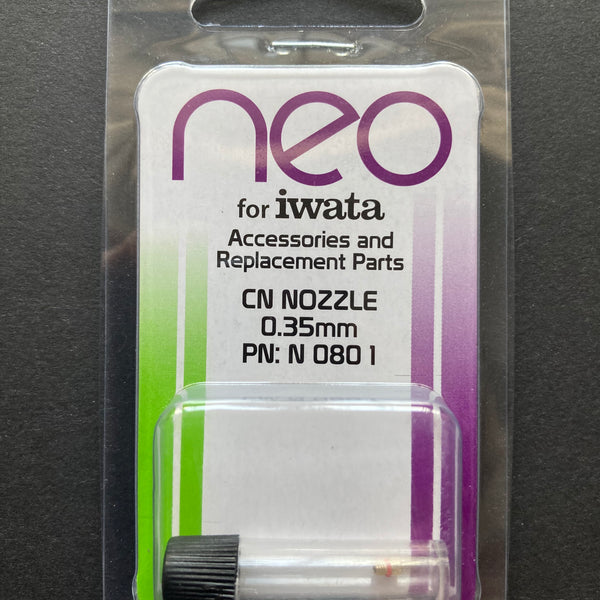 neo
for iwata
Accessories and
Replacement Parts
CN NOZZLE
0.35mm
PN: N 080 1